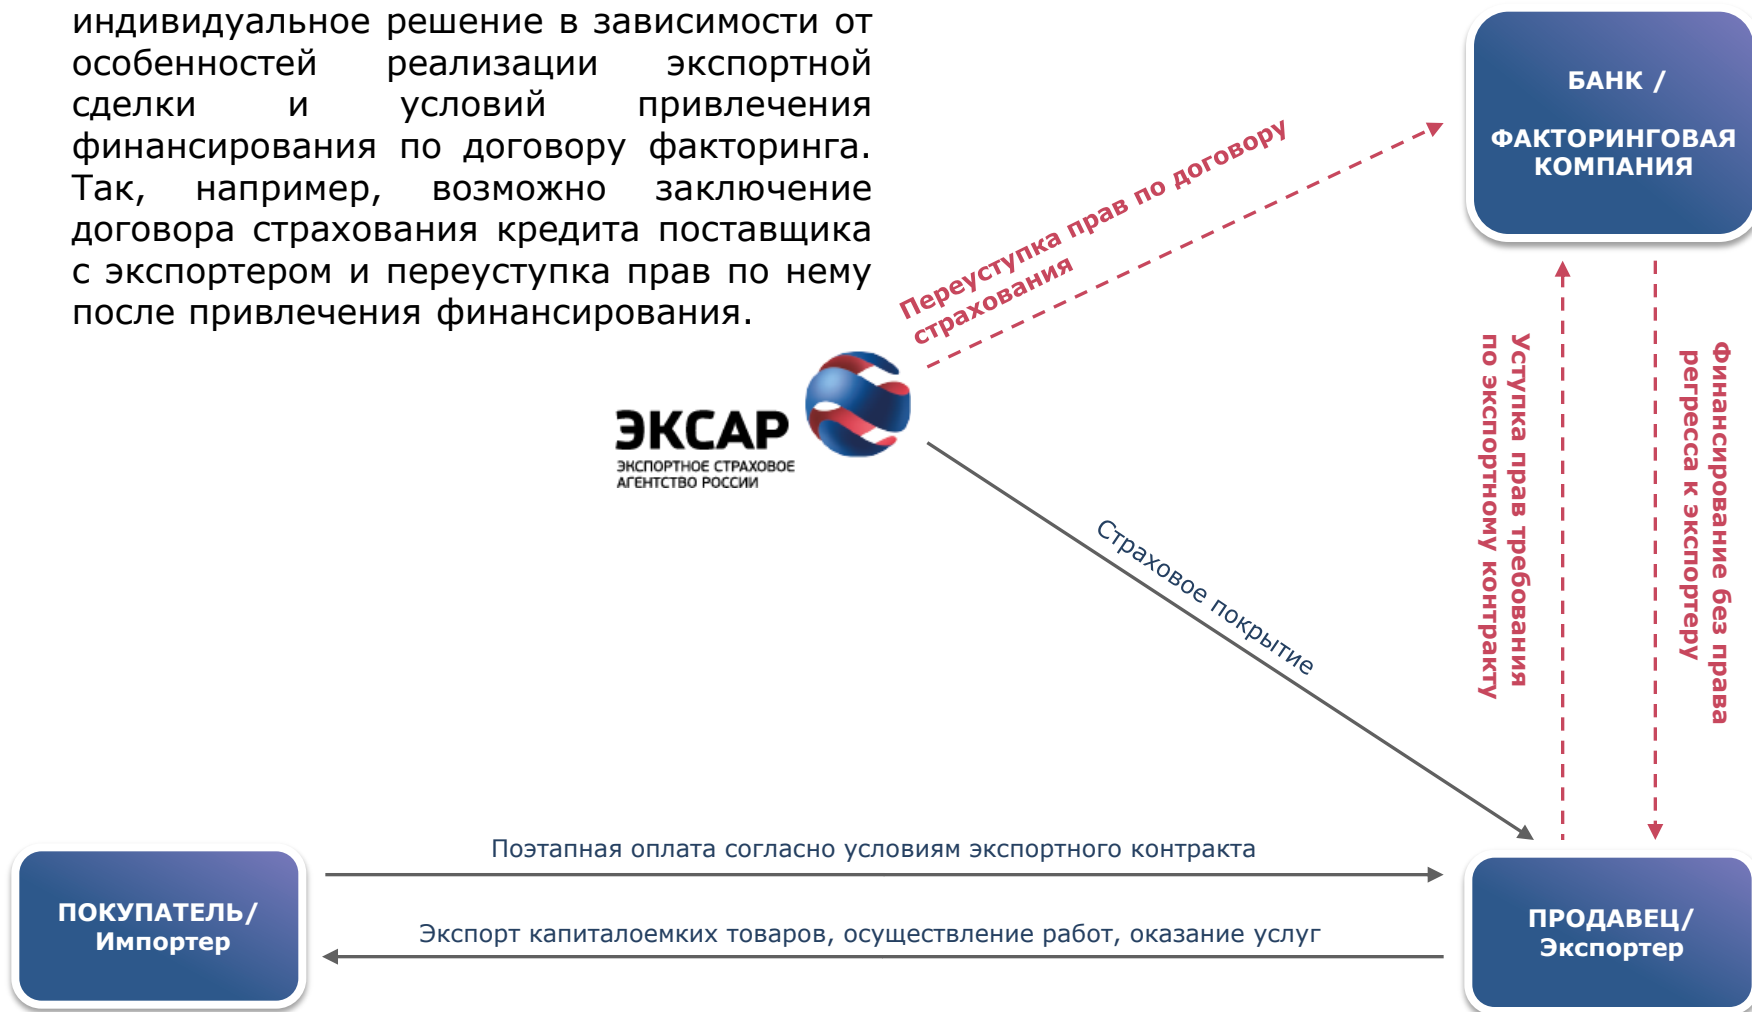 индивидуальное решение в зависимости от
особенностей реализации экспортной
сделки и условий привлечения
финансирования по договору факторинга.
Так, например, возможно заключение
договора страхования кредита поставщика
с экспортером и переуступка прав по нему
после привлечения финансирования.
БАНК /
ФАКТОРИНГОВАЯ
КОМПАНИЯ
Переуступка прав по договору
страхования
ЭКСАР
ЭКСПОРТНОЕ СТРАХОВОЕ
АГЕНТСТВО РОССИИ
Страховое покрытие
Уступка прав требования
по экспортному контракту
Финансирование без права
регресса к экспортеру
Поэтапная оплата согласно условиям экспортного контракта
ПОКУПАТЕЛЬ/
Импортер
Экспорт капиталоемких товаров, осуществление работ, оказание услуг
ПРОДАВЕЦ/
Экспортер